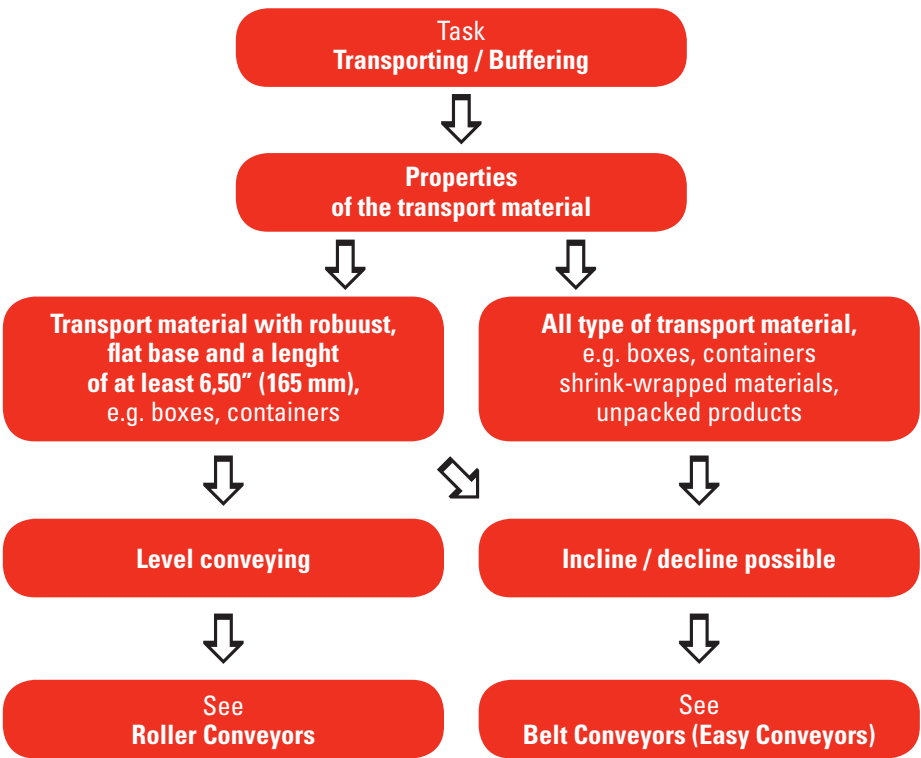 Task
Transporting / Buffering
Properties
of the transport material
Transport material with robuust,
flat base and a lenght
of at least 6,50” (165 mm),
e.g. boxes, containers
All type of transport material,
e.g. boxes, containers
shrink-wrapped materials,
unpacked products
Level conveying
Incline / decline possible
See
Roller Conveyors
See
Belt Conveyors (Easy Conveyors)